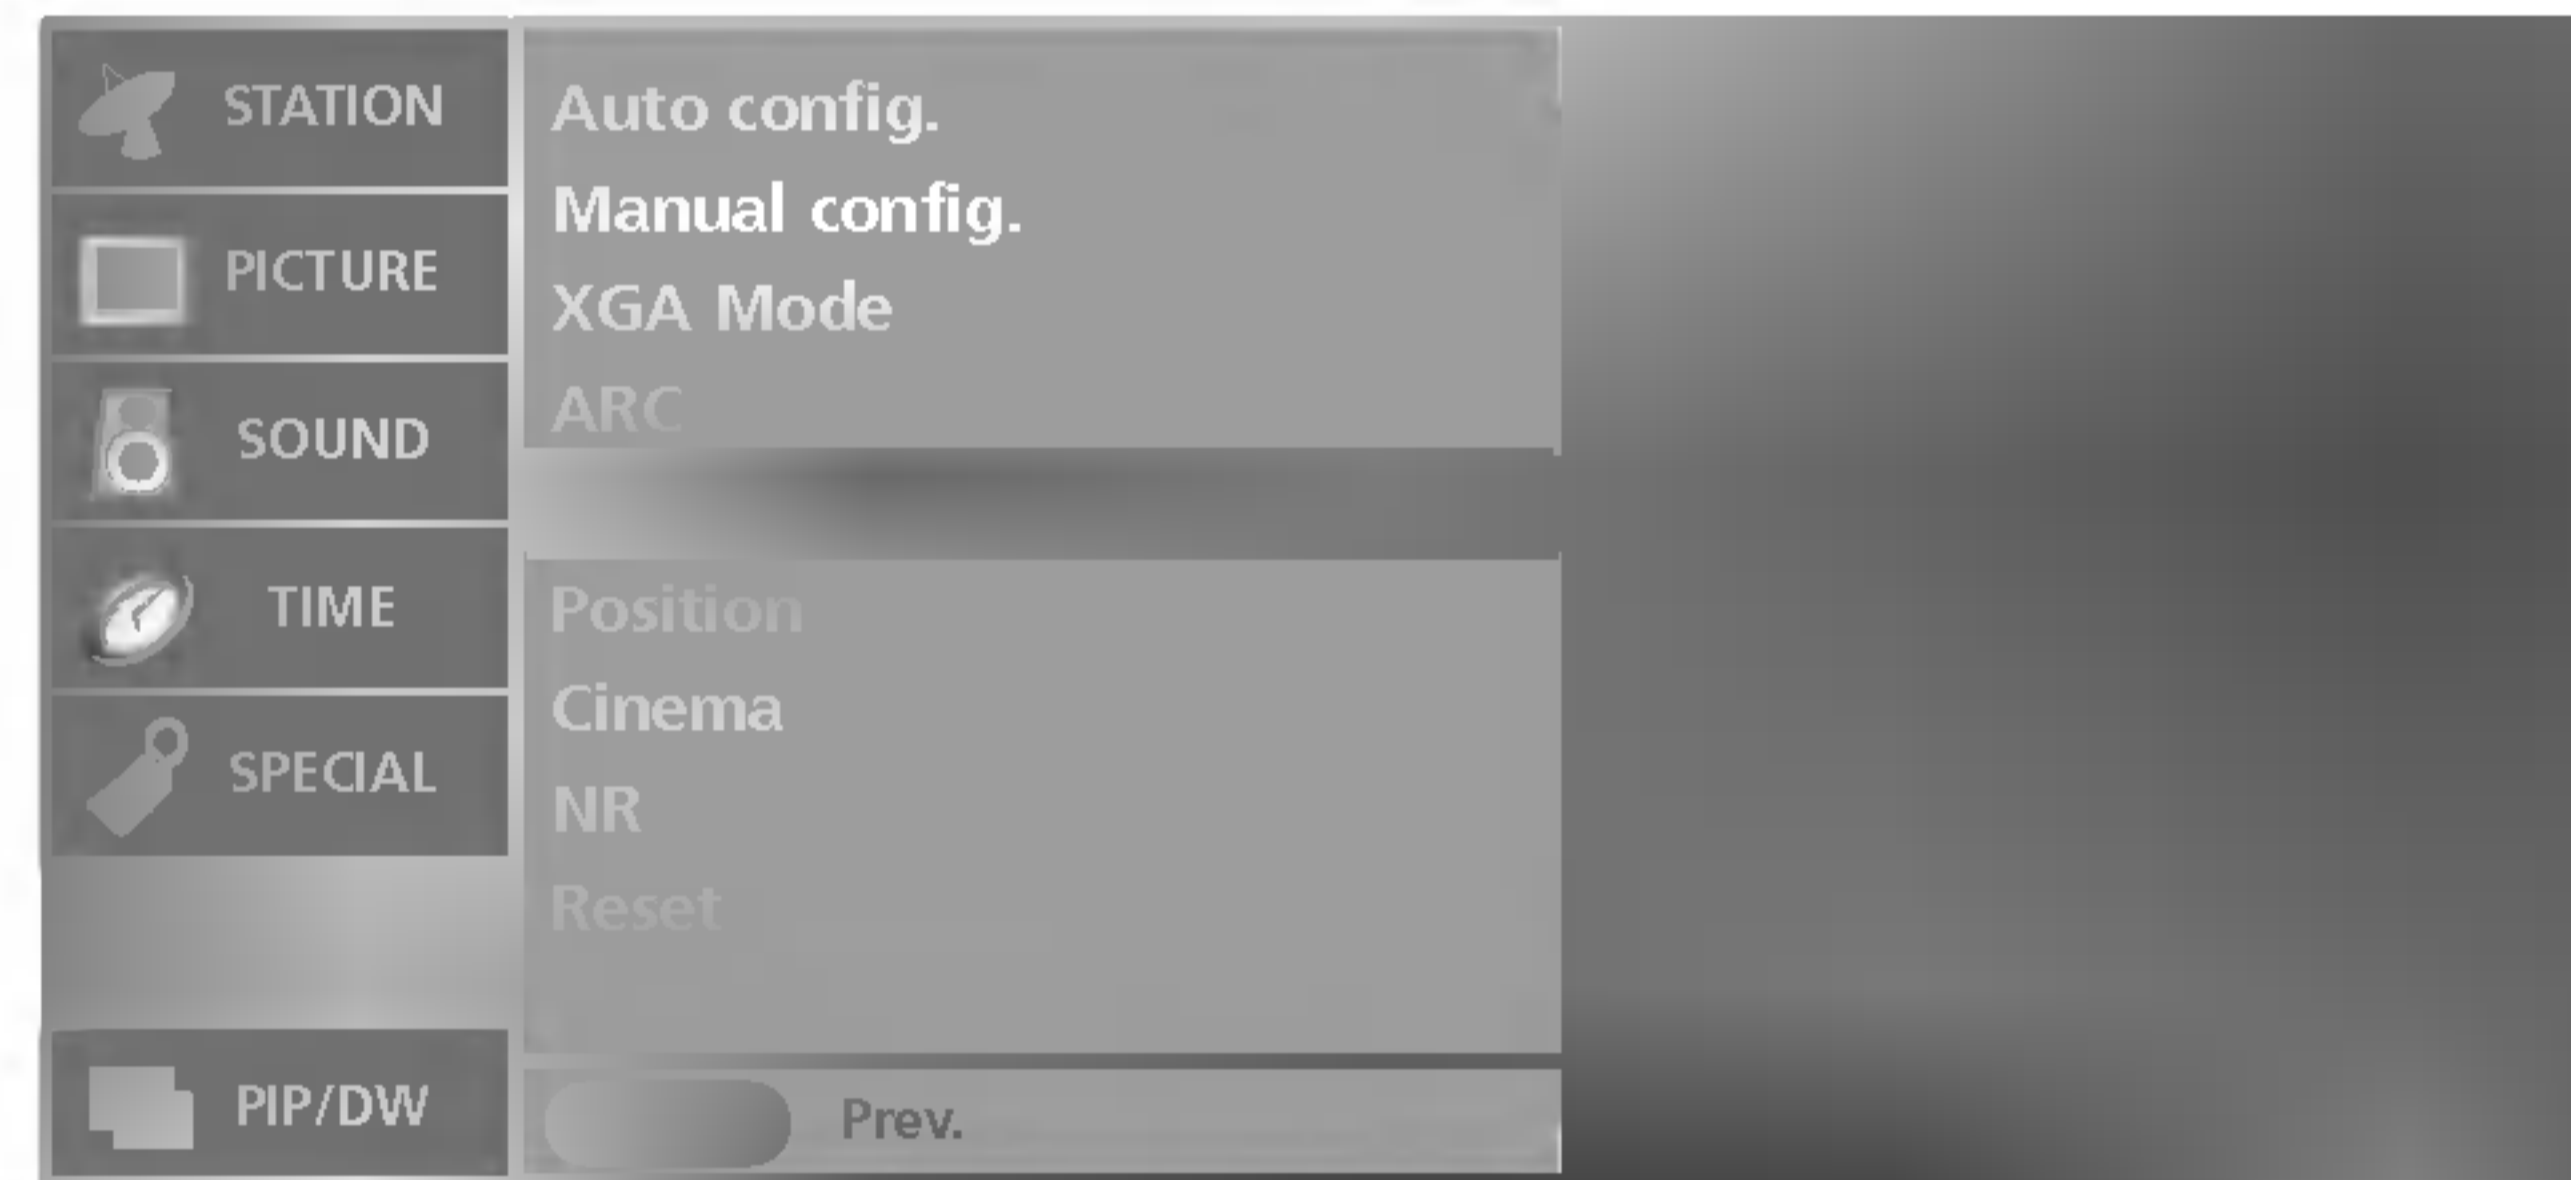 STATION
PICTURE
SOUND
TIME
SPECIAL
PIP/DW
Auto config.
Manual config.
XGA Mode
ARC
Position
Cinema
NR
Reset
Prev.